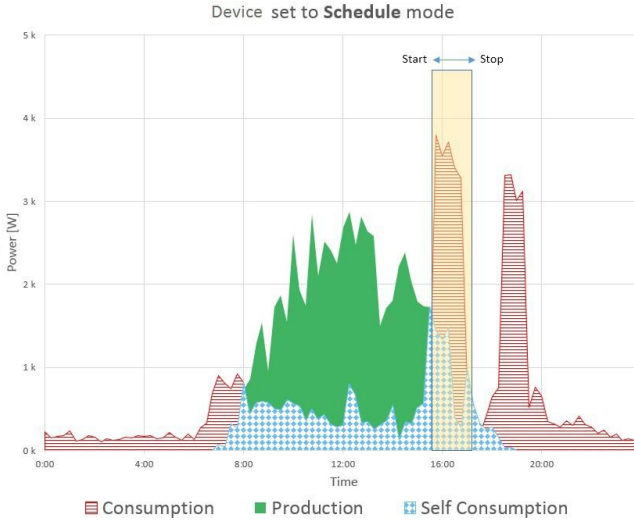 Device set to Schedule mode
5 k
Start Stop
4 k
3 k
Power [W]
2 k
1 k
0 k
0:00 4:00 8:00 12:00 16:00 20:00
Time
Consumption Production Self Consumption